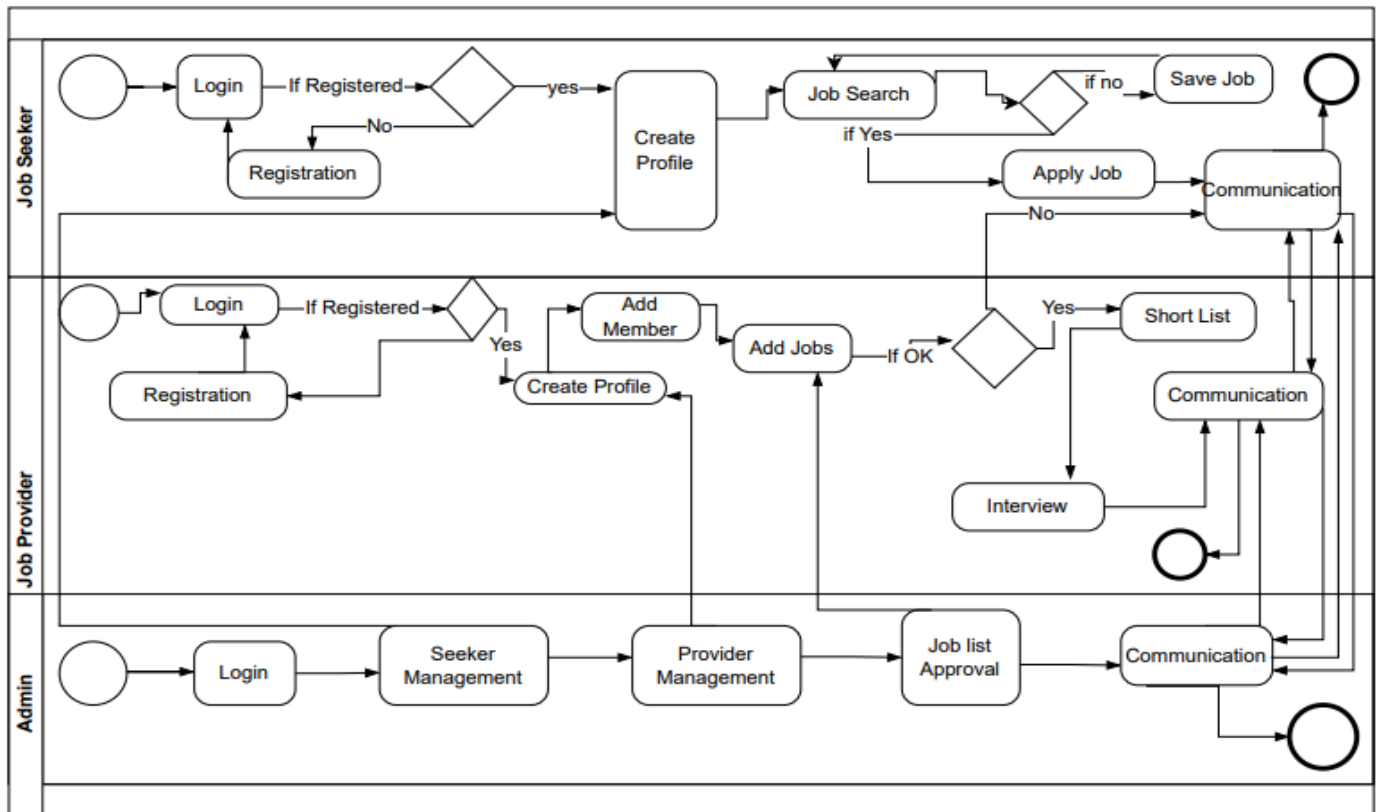 Job Seeker
Login
If Registered
yes
No
Registration
Create
Profile
Job Search
if no
Save Job
if Yes
Apply Job
Communication
No
Job Provider
Login
If Registered
Yes
Registration
Create Profile
Add
Member
Add Jobs
If OK
Yes
Short List
Communication
Interview
Admin
Login
Seeker
Management
Provider
Management
Job list
Approval
Communication